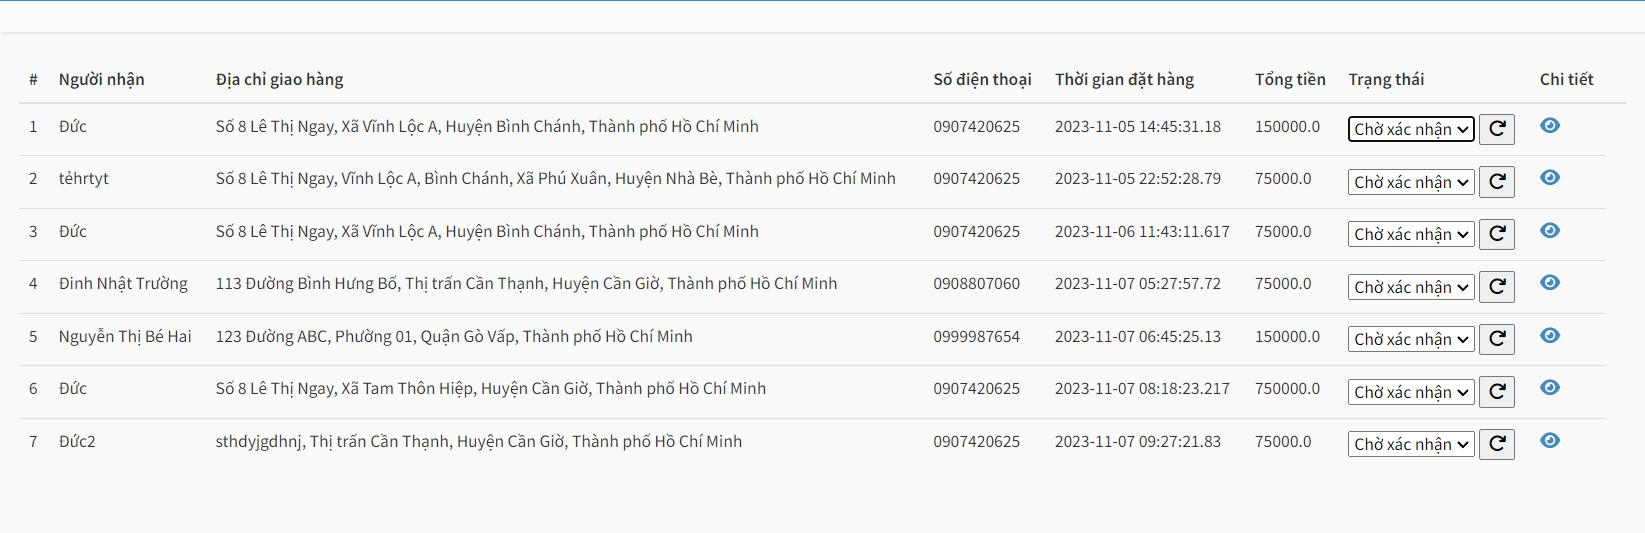 # Người nhận Địa chỉ giao hàng Số điện thoại Thời gian đặt hàng Tổng tiền Trạng thái Chi tiết
1 Đức Số 8 Lê Thị Ngay, Xã Vĩnh Lộc A, Huyện Bình Chánh, Thành phố Hồ Chí Minh 0907420625 2023-11-05 14:45:31.18 150000.0 Chờ xác nhận
2 tẻhrtyt Số 8 Lê Thị Ngay, Vĩnh Lộc A, Bình Chánh, Xã Phú Xuân, Huyện Nhà Bè, Thành phố Hồ Chí Minh 0907420625 2023-11-05 22:52:28.79 75000.0 Chờ xác nhận
3 Đức Số 8 Lê Thị Ngay, Xã Vĩnh Lộc A, Huyện Bình Chánh, Thành phố Hồ Chí Minh 0907420625 2023-11-06 11:43:11.617 75000.0 Chờ xác nhận
4 Đinh Nhật Trường 113 Đường Bình Hưng Bố, Thị trấn Cần Thạnh, Huyện Cần Giờ, Thành phố Hồ Chí Minh 0908807060 2023-11-07 05:27:57.72 75000.0 Chờ xác nhận
5 Nguyễn Thị Bé Hai 123 Đường ABC, Phường 01, Quận Gò Vấp, Thành phố Hồ Chí Minh 0999987654 2023-11-07 06:45:25.13 150000.0 Chờ xác nhận
6 Đức Số 8 Lê Thị Ngay, Xã Tam Thôn Hiệp, Huyện Cần Giờ, Thành phố Hồ Chí Minh 0907420625 2023-11-07 08:18:23.217 750000.0 Chờ xác nhận
7 Đức2 sthdyjgdhnj, Thị trấn Cần Thạnh, Huyện Cần Giờ, Thành phố Hồ Chí Minh 0907420625 2023-11-07 09:27:21.83 75000.0 Chờ xác nhận